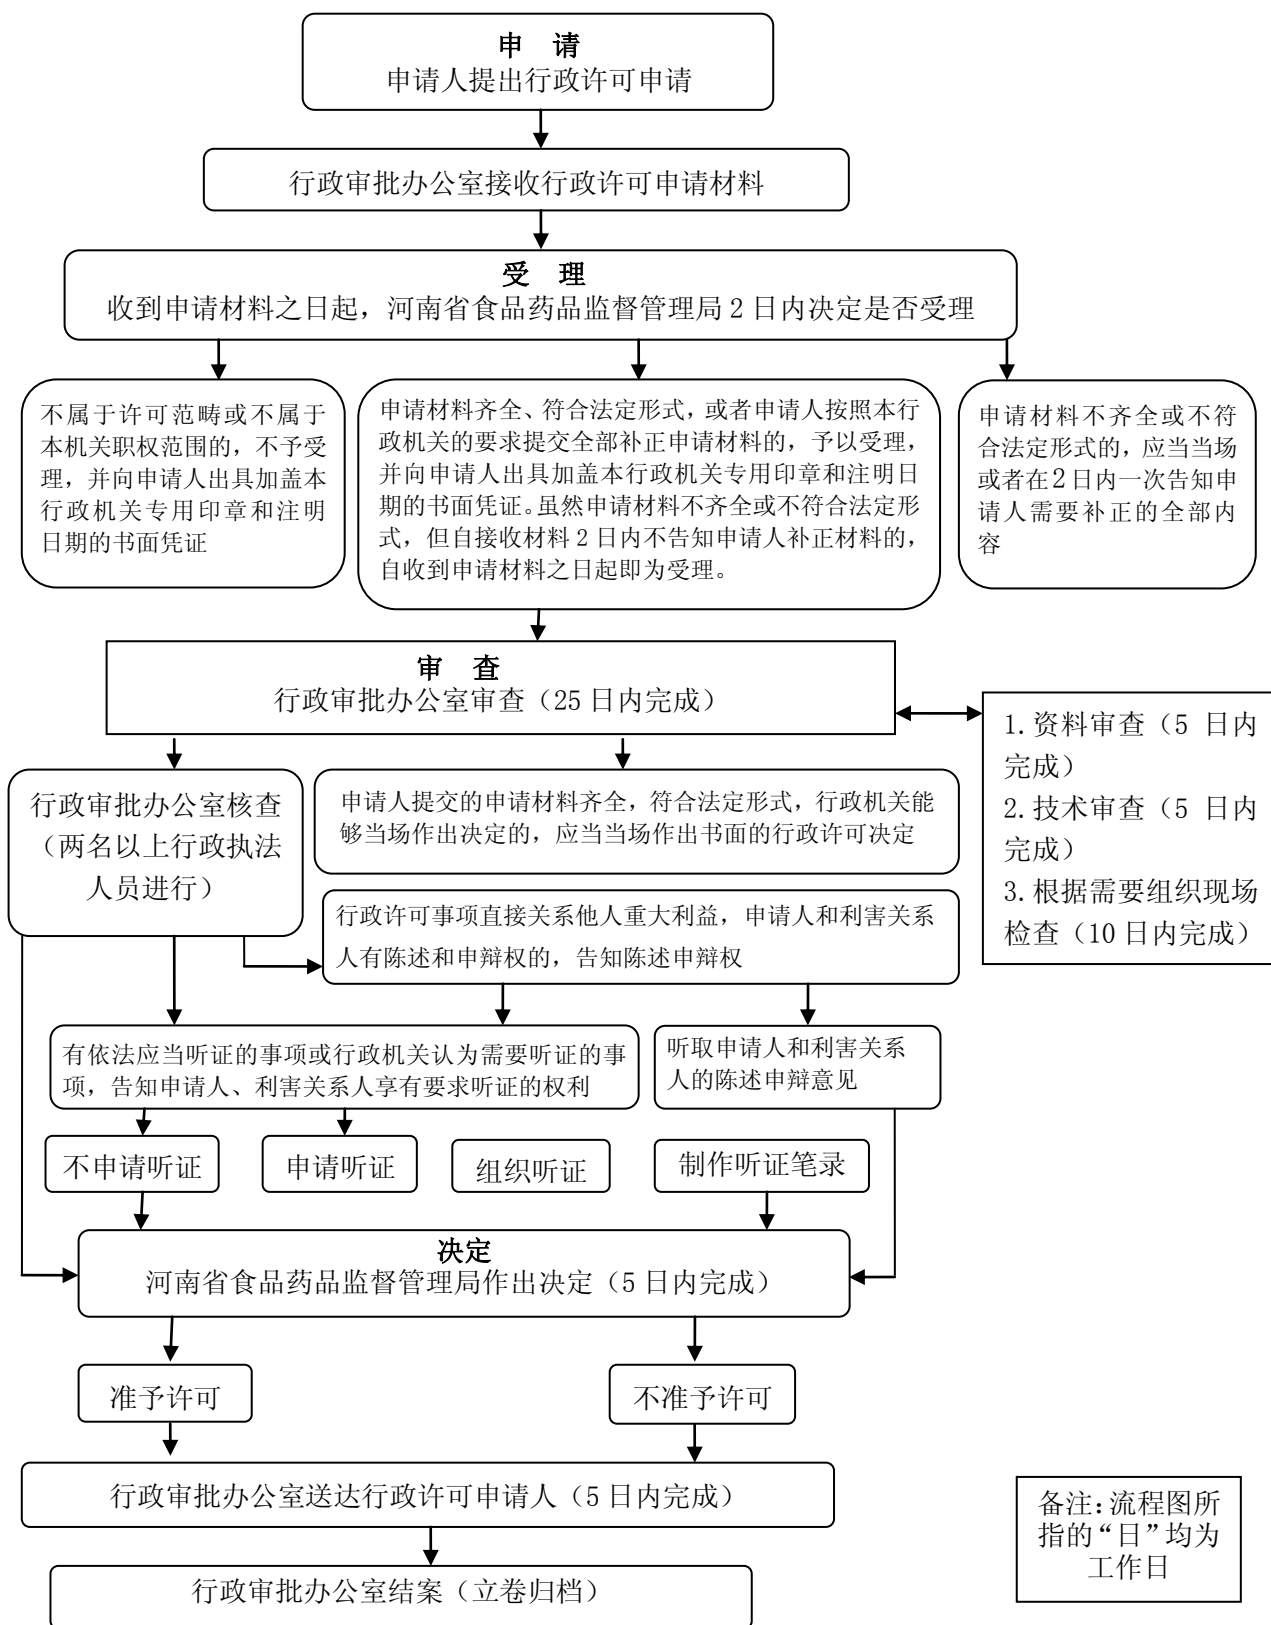 申 请
申请人提出行政许可申请
行政审批办公室接收行政许可申请材料
受 理
收到申请材料之日起，河南省食品药品监督管理局 2 日内决定是否受理
不属于许可范畴或不属于
本机关职权范围的，不予受
理，并向申请人出具加盖本
行政机关专用印章和注明
日期的书面凭证
申请材料齐全、符合法定形式，或者申请人按照本行
政机关的要求提交全部补正申请材料的，予以受理，
并向申请人出具加盖本行政机关专用印章和注明日
期的书面凭证。虽然申请材料不齐全或不符合法定形
式，但自接收材料 2 日内不告知申请人补正材料的，
自收到申请材料之日起即为受理。
申请材料不齐全或不符
合法定形式的，应当当场
或者在2日内一次告知申
请人需要补正的全部内
容
审 查
行政审批办公室审查（25 日内完成）
1.资料审查（5 日内
完成）
2.技术审查（5 日内
完成）
3.根据需要组织现场
检查（10 日内完成）
行政审批办公室核查
（两名以上行政执法
人员进行）
申请人提交的申请材料齐全，符合法定形式，行政机关能
够当场作出决定的，应当当场作出书面的行政许可决定
行政许可事项直接关系他人重大利益，申请人和利害关系
人有陈述和申辩权的，告知陈述申辩权
有依法应当听证的事项或行政机关认为需要听证的事
项，告知申请人、利害关系人享有要求听证的权利
听取申请人和利害关系
人的陈述申辩意见
不申请听证
申请听证
组织听证
制作听证笔录
决定
河南省食品药品监督管理局作出决定（5 日内完成）
准予许可
不准予许可
行政审批办公室送达行政许可申请人（5 日内完成）
行政审批办公室结案（立卷归档）
备注：流程图所
指的“日”均为
工作日